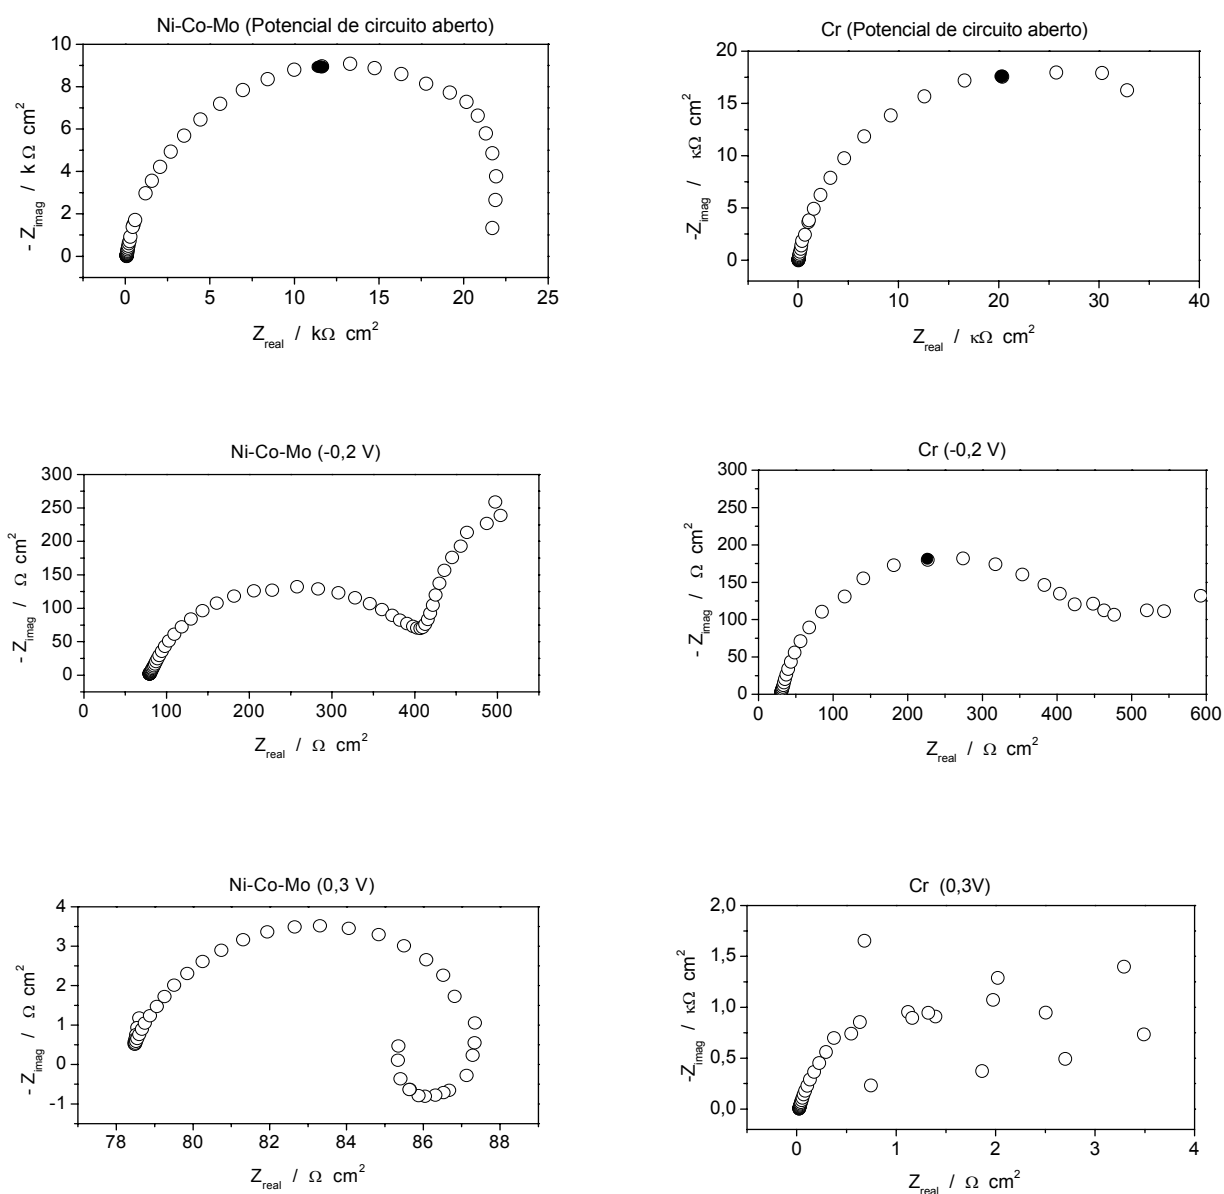 Ni-Co-Mo (Potencial de circuito aberto)
10
9
8
6
4
2
0
0 5 10 15 20 25
- Z_imag / kΩ cm²
Z_real / kΩ cm²
Cr (Potencial de circuito aberto)
20
15
10
5
0
0 10 20 30 40
-Z_imag / κΩ cm²
Z_real / κΩ cm²
Ni-Co-Mo (-0,2 V)
300
250
200
150
100
50
0
0 100 200 300 400 500
- Z_imag / Ω cm²
Z_real / Ω cm²
Cr (-0,2 V)
300
250
200
150
100
50
0
0 100 200 300 400 500 600
- Z_imag / Ω cm²
Z_real / Ω cm²
Ni-Co-Mo (0,3 V)
4
3
2
1
0
-1
78 80 82 84 86 88
- Z_imag / Ω cm²
Z_real / Ω cm²
Cr (0,3V)
2,0
1,5
1,0
0,5
0,0
0 1 2 3 4
-Z_imag / κΩ cm²
Z_real / Ω cm²